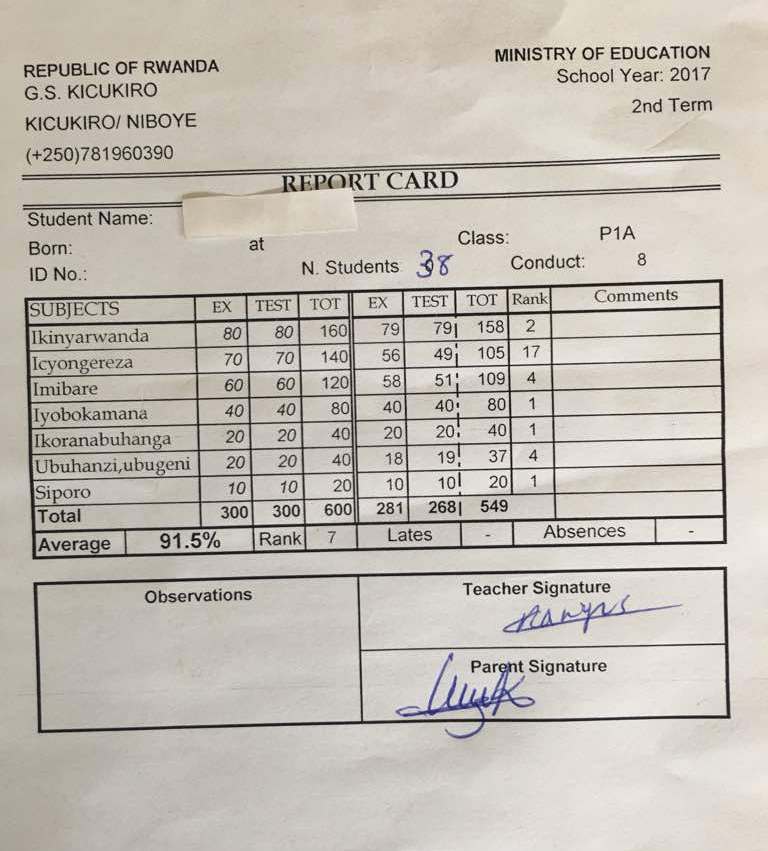 REPUBLIC OF RWANDA
G.S. KICUKIRO
KICUKIRO/ NIBOYE
(+250)781960390
MINISTRY OF EDUCATION
School Year: 2017
2nd Term
REPORT CARD
Student Name:
Born: at Class: P1A
ID No.: N. Students 38 Conduct: 8
SUBJECTS EX TEST TOT EX TEST TOT Rank Comments
Ikinyarwanda 80 80 160 79 79 158 2
Icyongereza 70 70 140 56 49 105 17
Imibare 60 60 120 58 51 109 4
Iyobokamana 40 40 80 40 40 80 1
Ikoranabuhanga 20 20 40 20 20 40 1
Ubuhanzi,ubugeni 20 20 40 18 19 37 4
Siporo 10 10 20 10 10 20 1
Total 300 300 600 281 268 549
Average 91.5% Rank 7 Lates - Absences -
Observations
Teacher Signature
Parent Signature